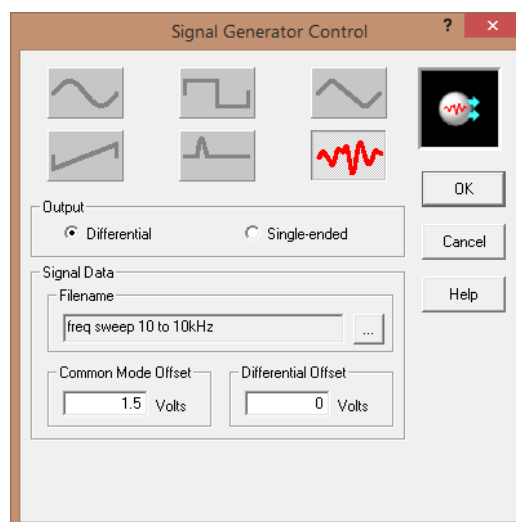 Signal Generator Control
?
OK
Output
Differential
Single-ended
Cancel
Signal Data
Filename
freq sweep 10 to 10kHz
...
Help
Common Mode Offset
1.5 Volts
Differential Offset
0 Volts